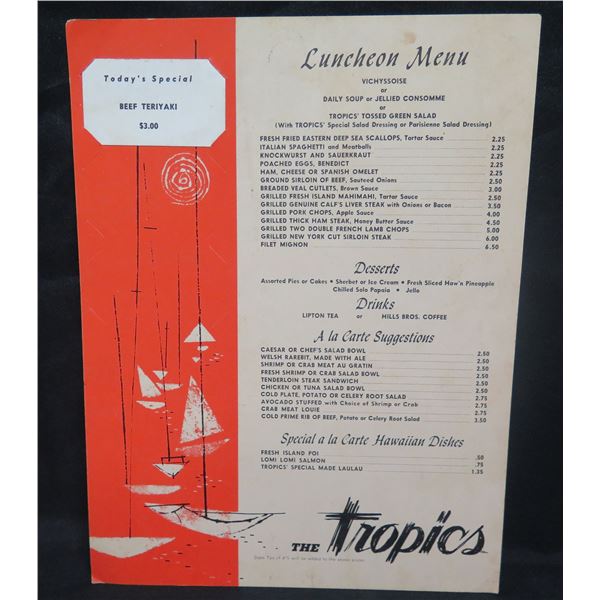 Today's Special
BEEF TERIYAKI
$3.00
Luncheon Menu
VICHYSSOISE
or
DAILY SOUP or JELLIED CONSOMME
or
TROPICS' TOSSED GREEN SALAD
(With TROPICS' Special Salad Dressing or Parisienne Salad Dressing)
FRESH FRIED EASTERN DEEP SEA SCALLOPS, Tartar Sauce 2.25
ITALIAN SPAGHETTI and Meatballs 2.25
KNOCKWURST AND SAUERKRAUT 2.25
POACHED EGGS, BENEDICT 2.25
HAM, CHEESE OR SPANISH OMELET 2.25
GROUND SIRLOIN OF BEEF, Sauteed Onions 2.50
BREADED VEAL CUTLETS, Brown Sauce 3.00
GRILLED FRESH ISLAND MAHIMAHI, Tartar Sauce 2.50
GRILLED GENUINE CALF'S LIVER STEAK with Onions or Bacon 3.50
GRILLED PORK CHOPS, Apple Sauce 4.00
GRILLED THICK HAM STEAK, Honey Butter Sauce 4.50
GRILLED TWO DOUBLE FRENCH LAMB CHOPS 5.00
GRILLED NEW YORK CUT SIRLOIN STEAK 6.00
FILET MIGNON 6.50
Desserts
Assorted Pies or Cakes • Sherbet or Ice Cream • Fresh Sliced Haw'n Pineapple
Chilled Solo Papaia • Jello
Drinks
LIPTON TEA or HILLS BROS. COFFEE
A la Carte Suggestions
CAESAR OR CHEF'S SALAD BOWL 2.50
WELSH RAREBIT, MADE WITH ALE 2.50
SHRIMP OR CRAB MEAT AU GRATIN 2.50
FRESH SHRIMP OR CRAB SALAD BOWL 2.50
TENDERLOIN STEAK SANDWICH 2.50
CHICKEN OR TUNA SALAD BOWL 2.50
COLD PLATE, POTATO OR CELERY ROOT SALAD 2.75
AVOCADO STUFFED with Choice of Shrimp or Crab 2.75
CRAB MEAT LOUIE 2.75
COLD PRIME RIB OF BEEF, Potato or Celery Root Salad 3.50
Special a la Carte Hawaiian Dishes
FRESH ISLAND POI .50
LOMI LOMI SALMON .75
TROPICS' SPECIAL MADE LAULAU 1.35
THE Tropics
State Tax of 4% will be added to the above prices